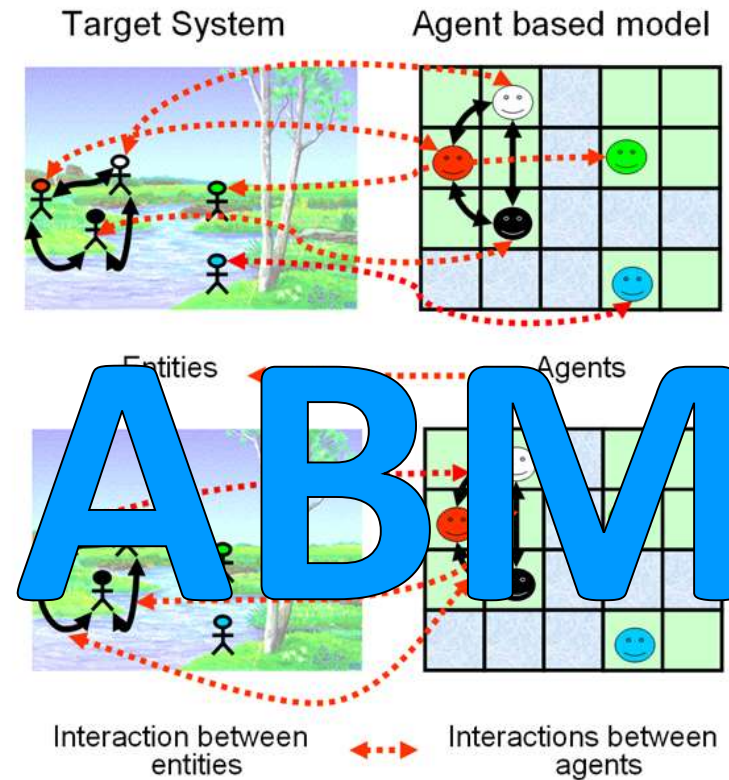 Target System
Agent based model
Entities
Agents
ABM
Interaction between
entities
Interactions between
agents